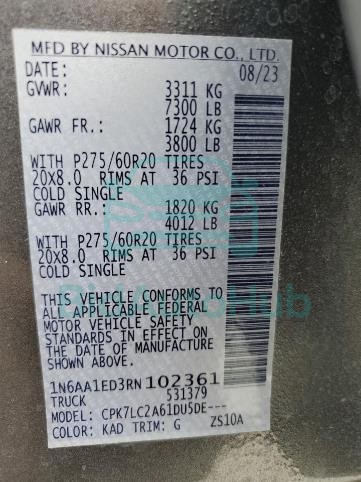 MFD BY NISSAN MOTOR CO., LTD.
DATE: 08/23
GVWR: 3311 KG
7300 LB
GAWR FR.: 1724 KG
3800 LB
WITH P275/60R20 TIRES
20X8.0 RIMS AT 36 PSI
COLD SINGLE
GAWR RR.: 1820 KG
4012 LB
WITH P275/60R20 TIRES
20X8.0 RIMS AT 36 PSI
COLD SINGLE
THIS VEHICLE CONFORMS TO
ALL APPLICABLE FEDERAL
MOTOR VEHICLE SAFETY
STANDARDS IN EFFECT ON
THE DATE OF MANUFACTURE
SHOWN ABOVE.
1N6AA1ED3RN102361
TRUCK 531379
MODEL: CPK7LC2A61DU5DE---
COLOR: KAD TRIM: G ZS10A